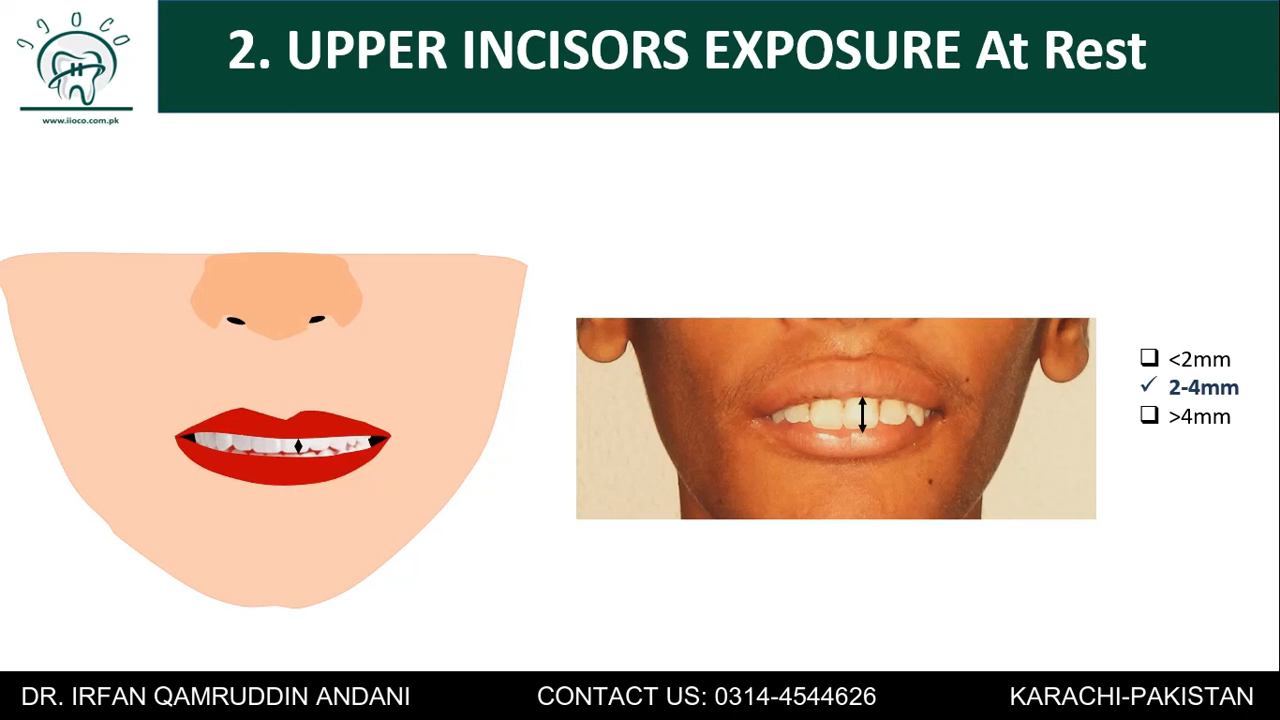 IJOCO
www.iioco.com.pk
2. UPPER INCISORS EXPOSURE At Rest
<2mm
2-4mm
>4mm
DR. IRFAN QAMRUDDIN ANDANI
CONTACT US: 0314-4544626
KARACHI-PAKISTAN